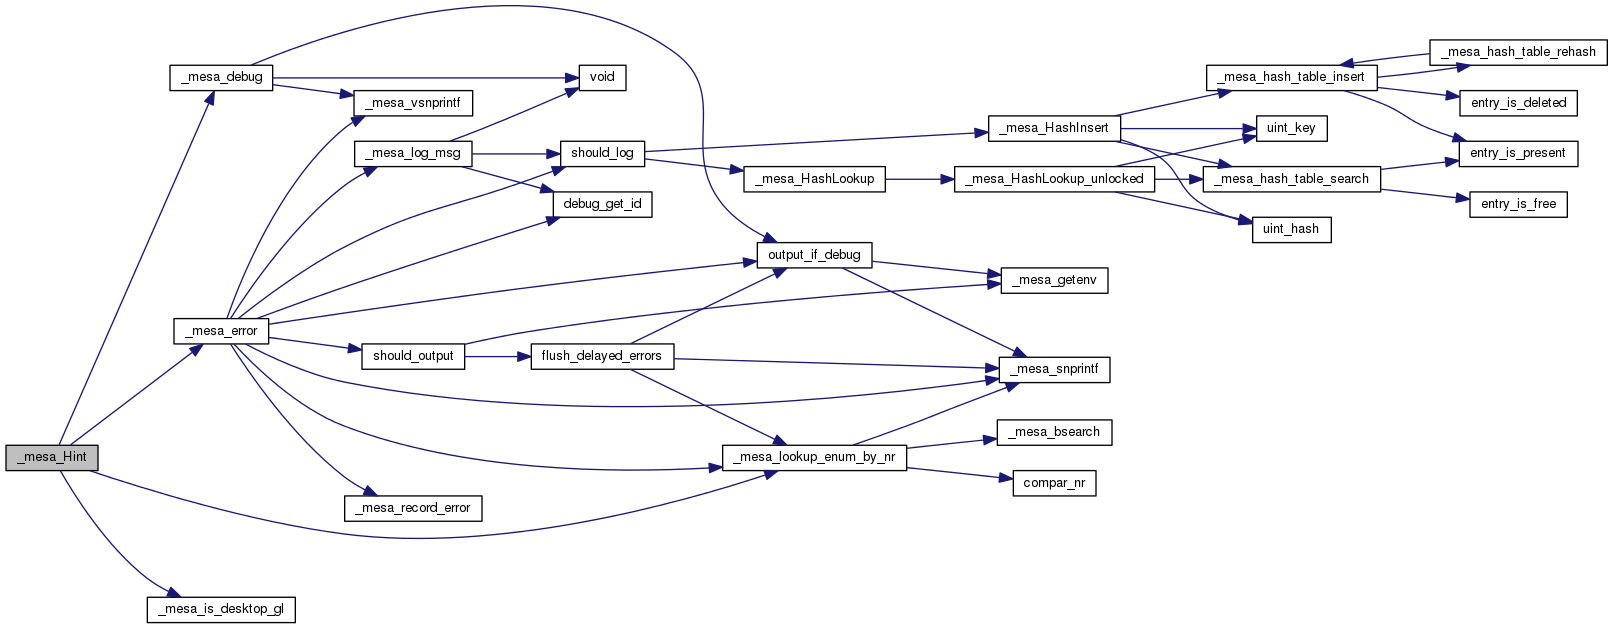 _mesa_hash_table_rehash
_mesa_debug
void
_mesa_hash_table_insert
_mesa_vsnprintf
entry_is_deleted
_mesa_HashInsert
uint_key
_mesa_log_msg
should_log
entry_is_present
_mesa_HashLookup
_mesa_HashLookup_unlocked
_mesa_hash_table_search
debug_get_id
entry_is_free
uint_hash
output_if_debug
_mesa_getenv
_mesa_error
should_output
flush_delayed_errors
_mesa_snprintf
_mesa_bsearch
_mesa_Hint
_mesa_lookup_enum_by_nr
compar_nr
_mesa_record_error
_mesa_is_desktop_gl